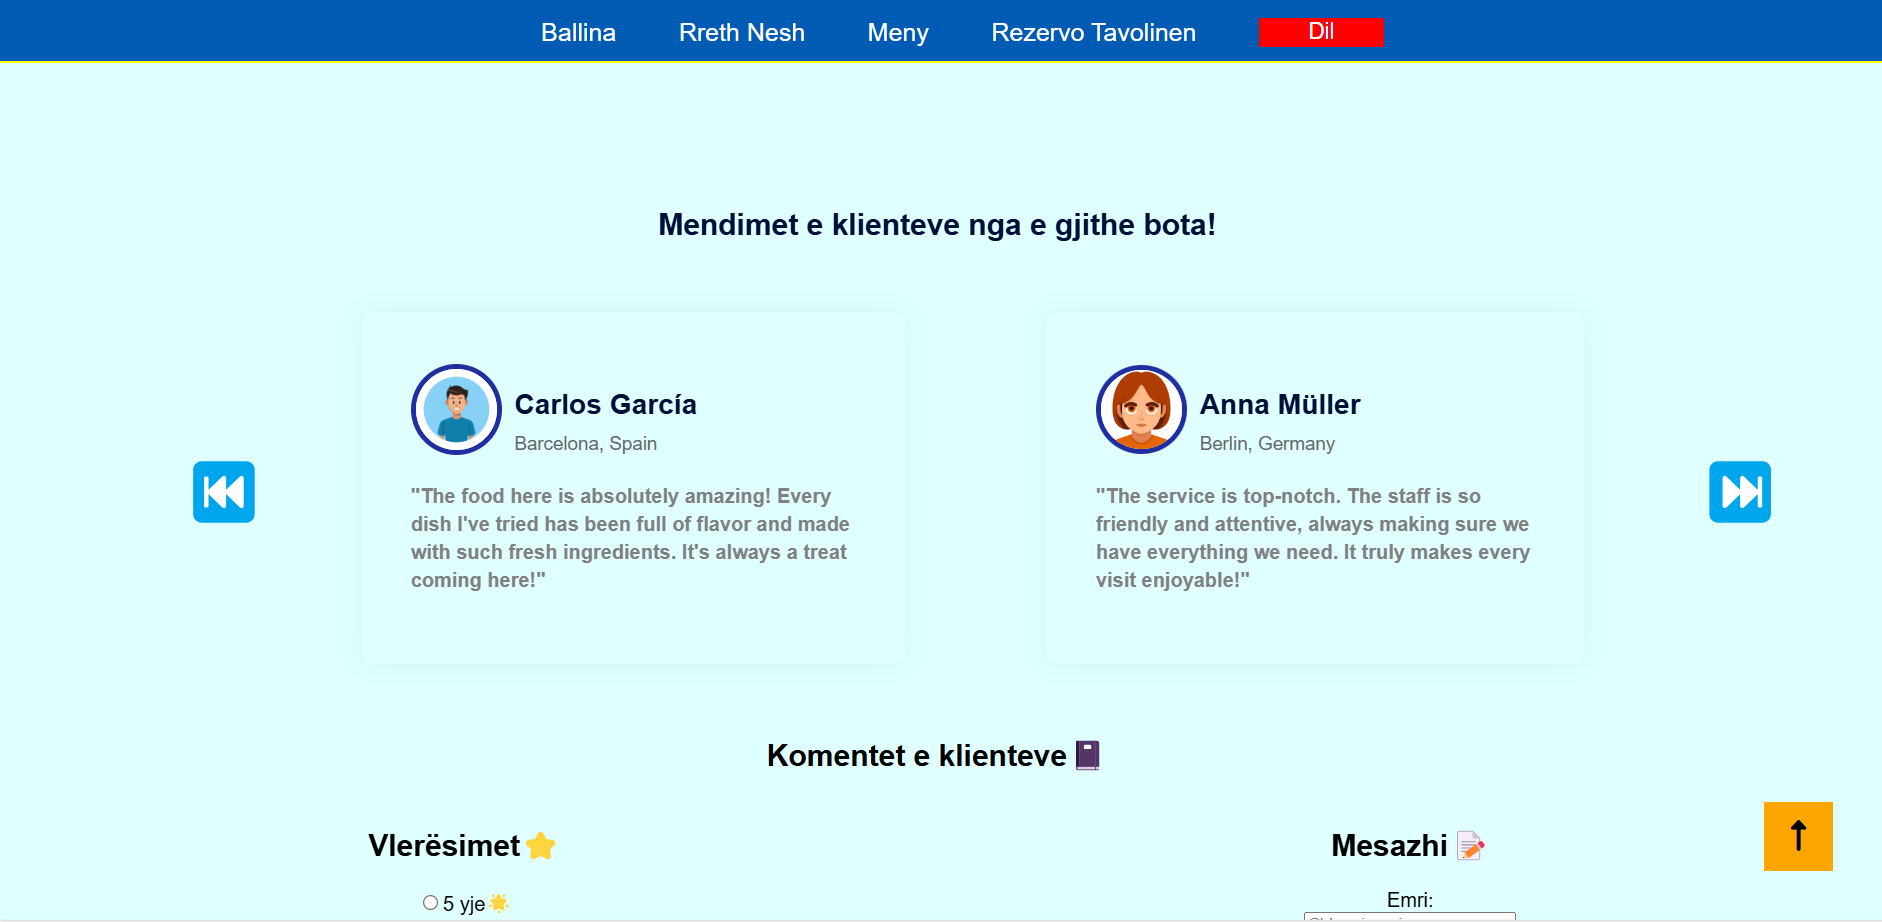 Ballina
Rreth Nesh
Meny
Rezervo Tavolinen
Dil
Mendimet e klienteve nga e gjithe bota!
Carlos García
Barcelona, Spain
"The food here is absolutely amazing! Every
dish I've tried has been full of flavor and made
with such fresh ingredients. It's always a treat
coming here!"
Anna Müller
Berlin, Germany
"The service is top-notch. The staff is so
friendly and attentive, always making sure we
have everything we need. It truly makes every
visit enjoyable!"
Komentet e klienteve
Vlerësimet
5 yje
Mesazhi
Emri: